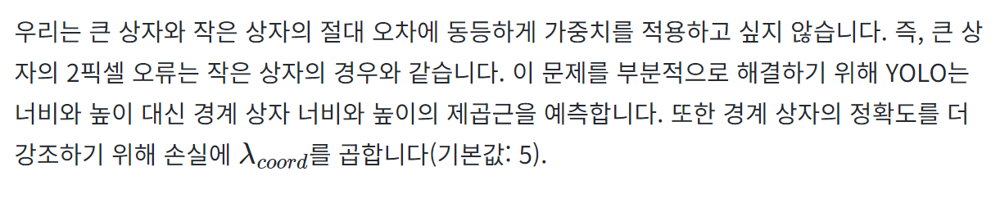 우리는 큰 상자와 작은 상자의 절대 오차에 동등하게 가중치를 적용하고 싶지 않습니다. 즉, 큰 상
자의 2픽셀 오류는 작은 상자의 경우와 같습니다. 이 문제를 부분적으로 해결하기 위해 YOLO는
너비와 높이 대신 경계 상자 너비와 높이의 제곱근을 예측합니다. 또한 경계 상자의 정확도를 더
강조하기 위해 손실에 λcoord를 곱합니다(기본값: 5).